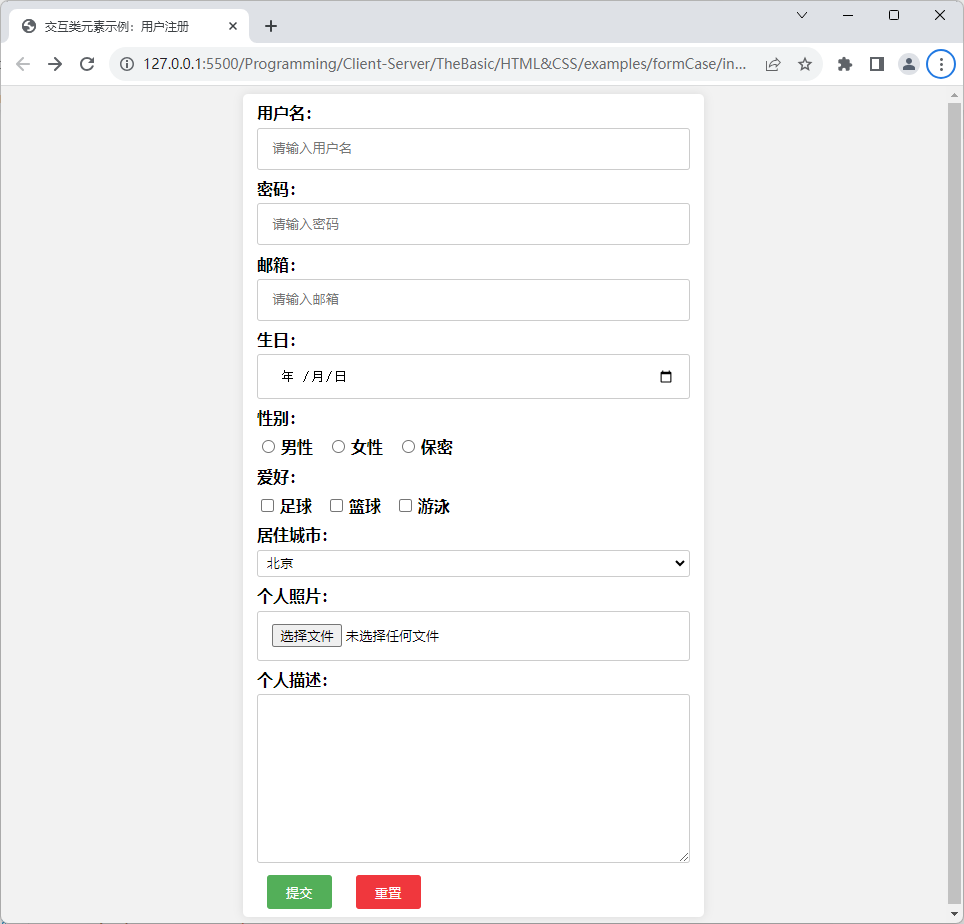 交互类元素示例：用户注册
127.0.0.1:5500/Programming/Client-Server/TheBasic/HTML&CSS/examples/formCase/in...
用户名：
请输入用户名
密码：
请输入密码
邮箱：
请输入邮箱
生日：
年 /月/日
性别：
男性 女性 保密
爱好：
足球 篮球 游泳
居住城市：
北京
个人照片：
选择文件 未选择任何文件
个人描述：
提交 重置